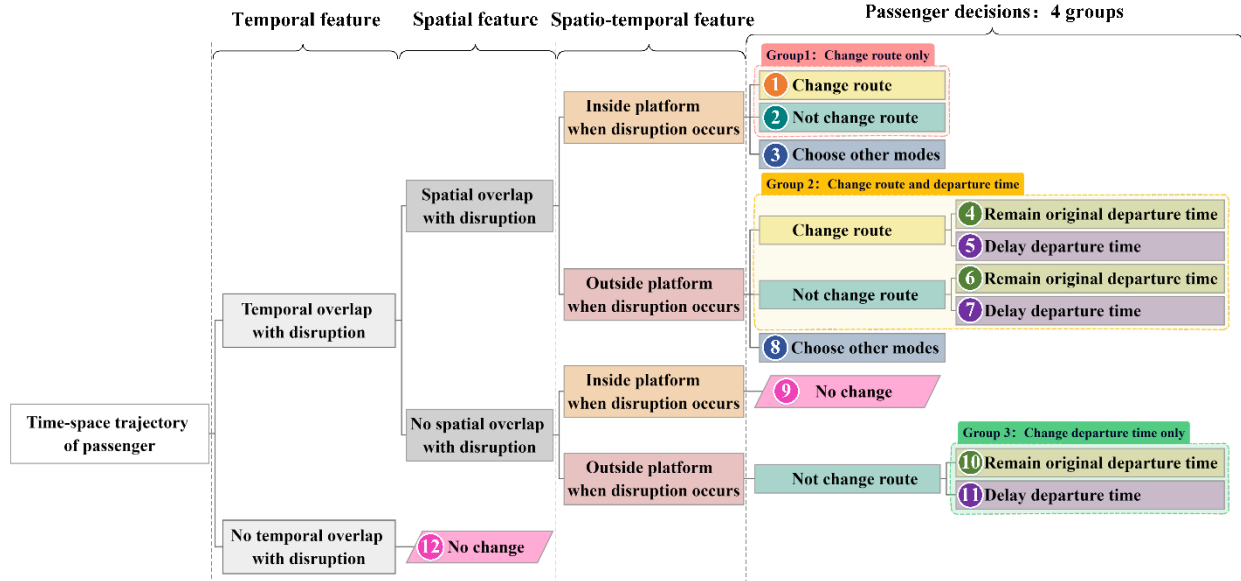 Temporal feature
Spatial feature
Spatio-temporal feature
Passenger decisions: 4 groups
Group1: Change route only
1 Change route
2 Not change route
3 Choose other modes
Inside platform
when disruption occurs
Spatial overlap
with disruption
Group 2: Change route and departure time
4 Remain original departure time
Change route
5 Delay departure time
Outside platform
when disruption occurs
6 Remain original departure time
Not change route
7 Delay departure time
8 Choose other modes
Temporal overlap
with disruption
Inside platform
when disruption occurs
9 No change
Time-space trajectory
of passenger
No spatial overlap
with disruption
Group 3: Change departure time only
Outside platform
when disruption occurs
Not change route
10 Remain original departure time
11 Delay departure time
No temporal overlap
with disruption
12 No change